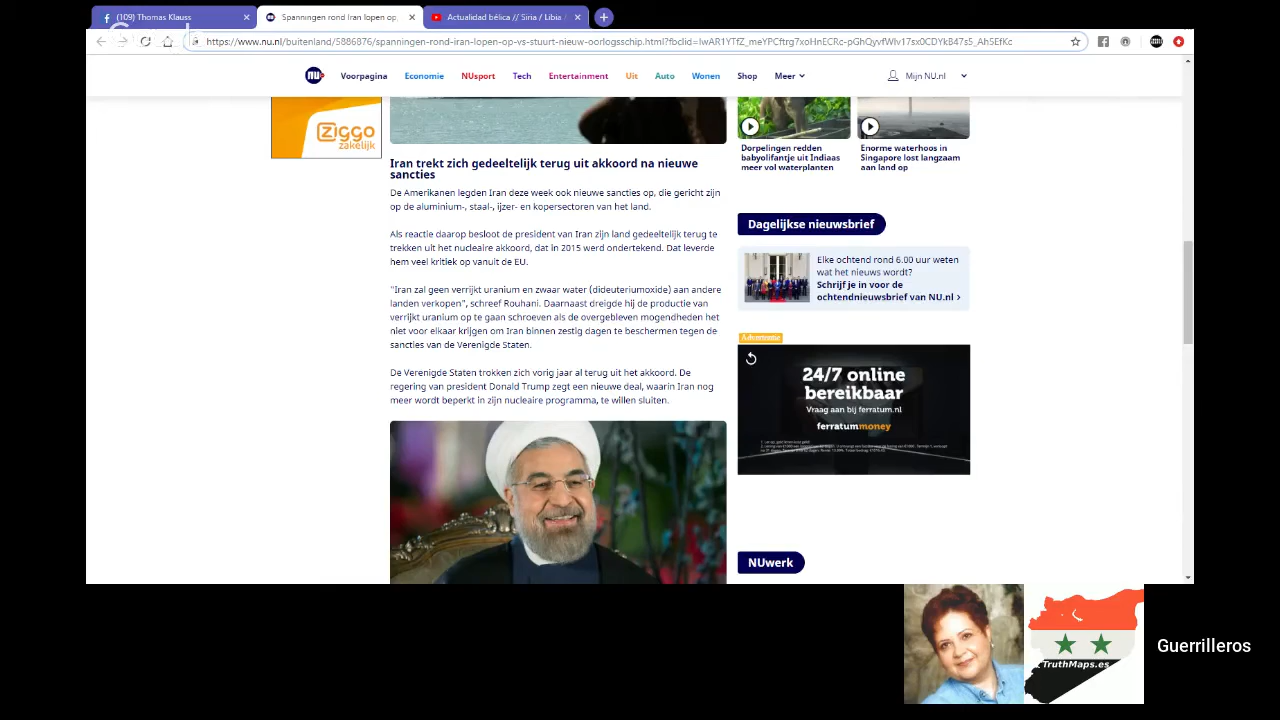 (109) Thomas Klauss
Spanningen rond Iran lopen op,
Actualidad bélica // Siria / Libia /
https://www.nu.nl/buitenland/5886876/spanningen-rond-iran-lopen-op-vs-stuurt-nieuw-oorlogsschip.html?fbclid=
nu
Voorpagina
Economie
NUsport
Tech
Entertainment
Uit
Auto
Wonen
Shop
Meer
Mijn NU.nl
Ziggo
zakelijk
Iran trekt zich gedeeltelijk terug uit akkoord na nieuwe
sancties
De Amerikanen legden Iran deze week ook nieuwe sancties op, die gericht zijn
op de aluminium-, staal-, ijzer- en kopersectoren van het land.
Als reactie daarop besloot de president van Iran zijn land gedeeltelijk terug te
trekken uit het nucleaire akkoord, dat in 2015 werd ondertekend. Dat leverde
hem veel kritiek op vanuit de EU.
"Iran zal geen verrijkt uranium en zwaar water (dideuteriumoxide) aan andere
landen verkopen", schreef Rouhani. Daarnaast dreigde hij de productie van
verrijkt uranium op te gaan schroeven als de overgebleven mogendheden het
niet voor elkaar krijgen om Iran binnen zestig dagen te beschermen tegen de
sancties van de Verenigde Staten.
De Verenigde Staten trokken zich vorig jaar al terug uit het akkoord. De
regering van president Donald Trump zegt een nieuwe deal, waarin Iran nog
meer wordt beperkt in zijn nucleaire programma, te willen sluiten.
Dorpelingen redden
babyolifantje uit Indiaas
meer vol waterplanten
Enorme waterhoos in
Singapore lost langzaam
aan land op
Dagelijkse nieuwsbrief
Elke ochtend rond 6.00 uur weten
wat het nieuws wordt?
Schrijf je in voor de
ochtendnieuwsbrief van NU.nl
Advertentie
24/7 online
bereikbaar
Vraag aan bij ferratum.nl
ferratummoney
NUwerk
TruthMaps.es
Guerrilleros